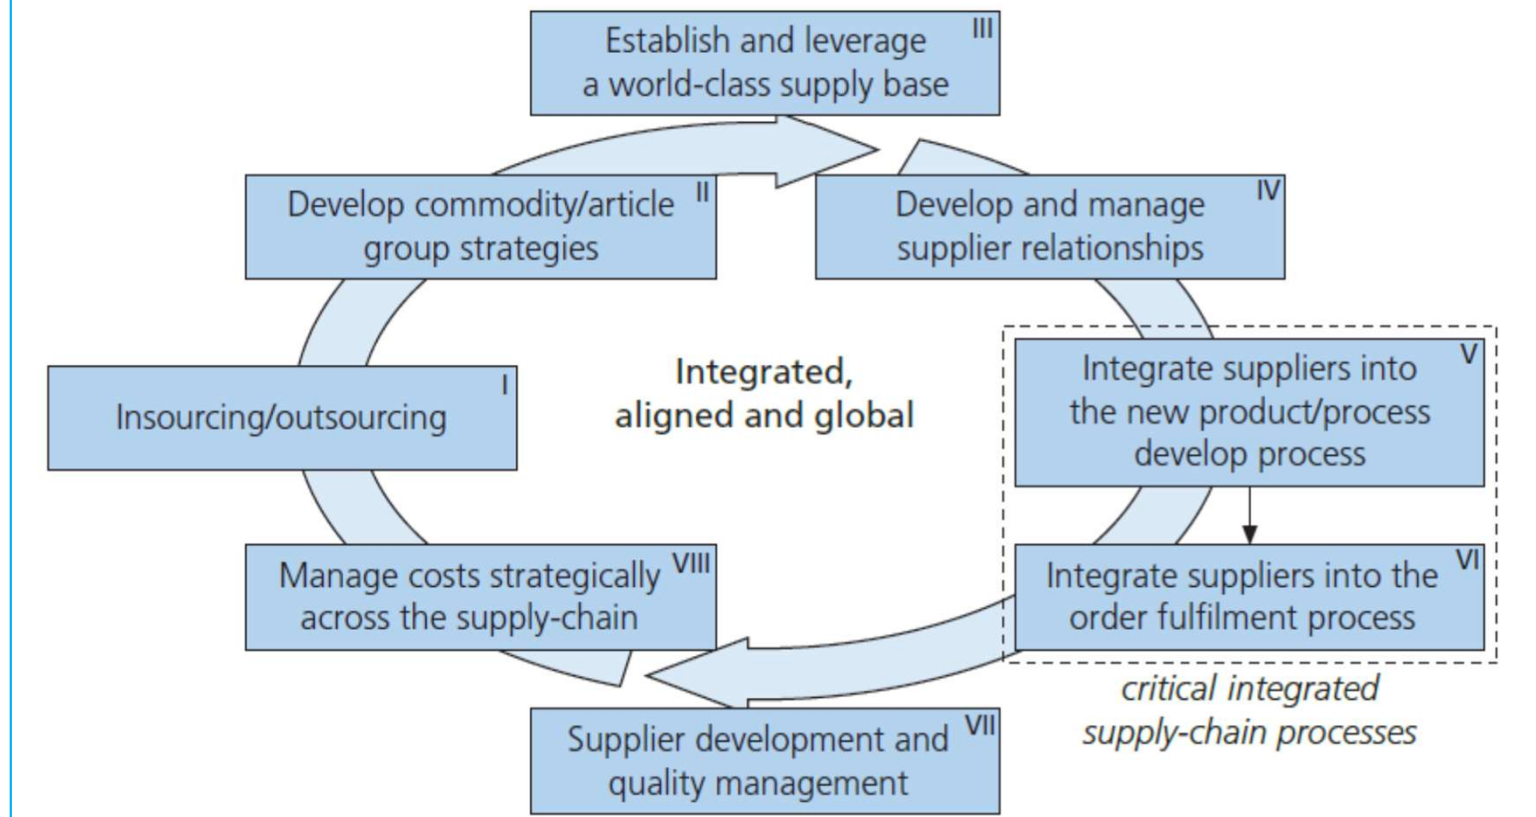 III
Establish and leverage
a world-class supply base
II
Develop commodity/article
group strategies
IV
Develop and manage
supplier relationships
I
Insourcing/outsourcing
Integrated,
aligned and global
V
Integrate suppliers into
the new product/process
develop process
VIII
Manage costs strategically
across the supply-chain
VI
Integrate suppliers into the
order fulfilment process
critical integrated
supply-chain processes
VII
Supplier development and
quality management